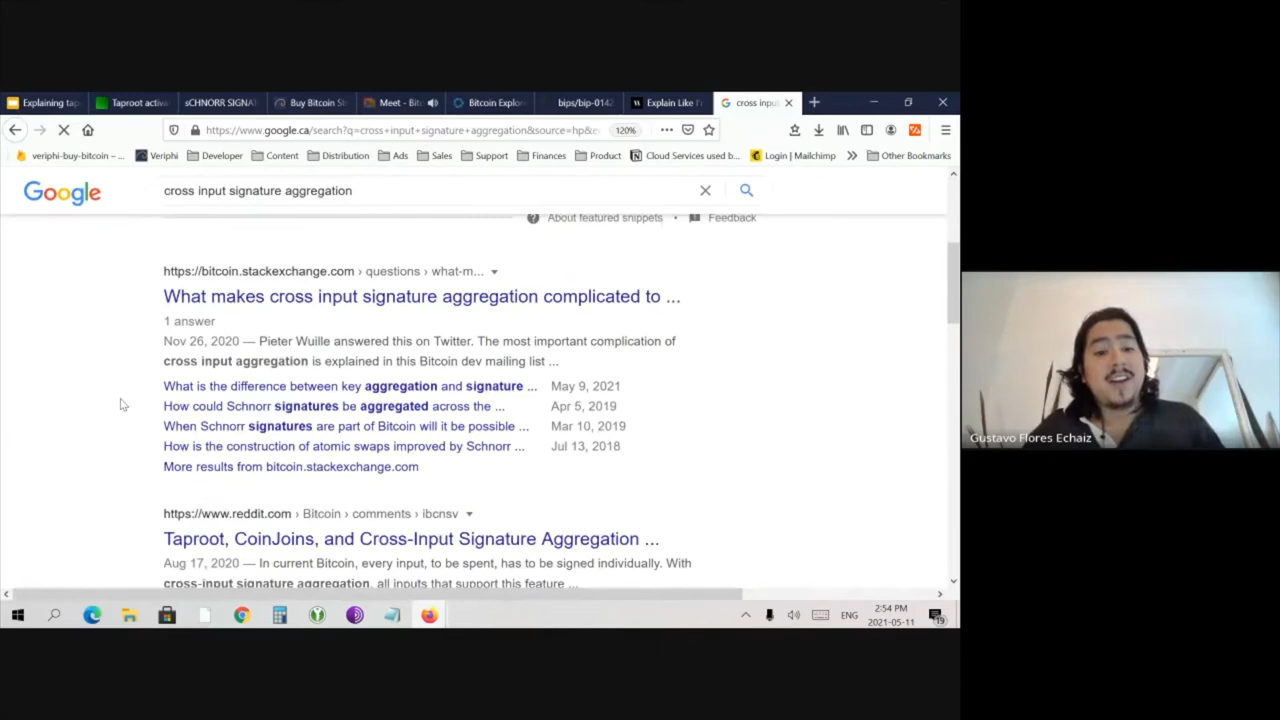 Explaining tap
Taproot activa
sCHNORR SIGNA
Buy Bitcoin St
Meet - Bit
Bitcoin Explor
bips/bip-014
Explain Like I'
cross inpu
https://www.google.ca/search?q=cross+input+signature+aggregation&source=hp&e
120%
veriphi-buy-bitcoin – ...
Veriphi
Developer
Content
Distribution
Ads
Sales
Support
Finances
Product
Cloud Services used b...
Login | Mailchimp
Other Bookmarks
Google
cross input signature aggregation
About featured snippets
Feedback
https://bitcoin.stackexchange.com › questions › what-m...
What makes cross input signature aggregation complicated to ...
1 answer
Nov 26, 2020 — Pieter Wuille answered this on Twitter. The most important complication of
cross input aggregation is explained in this Bitcoin dev mailing list ...
What is the difference between key aggregation and signature ... May 9, 2021
How could Schnorr signatures be aggregated across the ... Apr 5, 2019
When Schnorr signatures are part of Bitcoin will it be possible ... Mar 10, 2019
How is the construction of atomic swaps improved by Schnorr ... Jul 13, 2018
More results from bitcoin.stackexchange.com
https://www.reddit.com › Bitcoin › comments › ibcnsv
Taproot, CoinJoins, and Cross-Input Signature Aggregation ...
Aug 17, 2020 — In current Bitcoin, every input, to be spent, has to be signed individually. With
cross-input signature aggregation, all inputs that support this feature ...
ENG
2:54 PM
2021-05-11
19
Gustavo Flores Echaiz